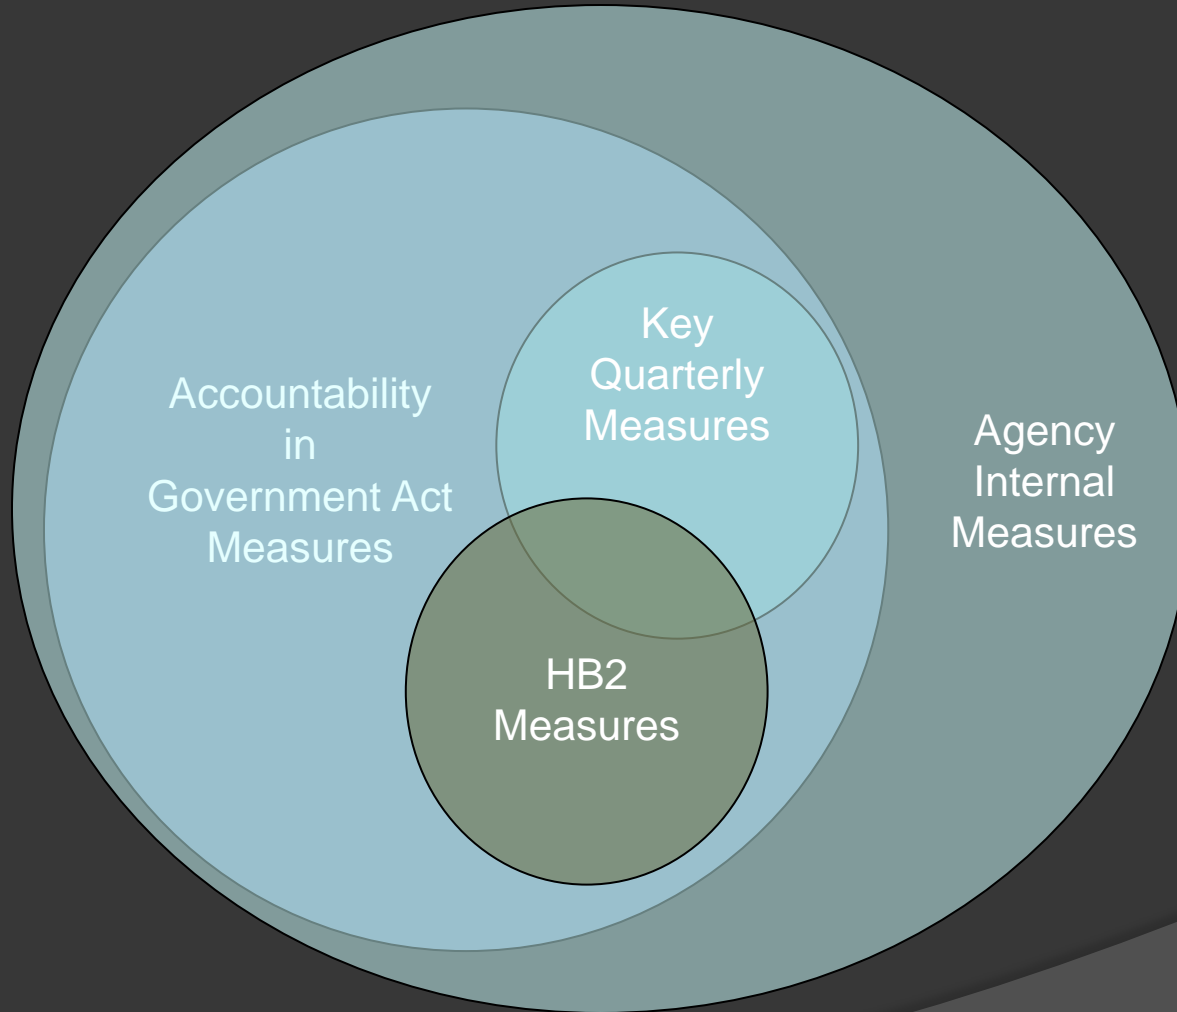 Accountability
in
Government Act
Measures
Key
Quarterly
Measures
HB2
Measures
Agency
Internal
Measures